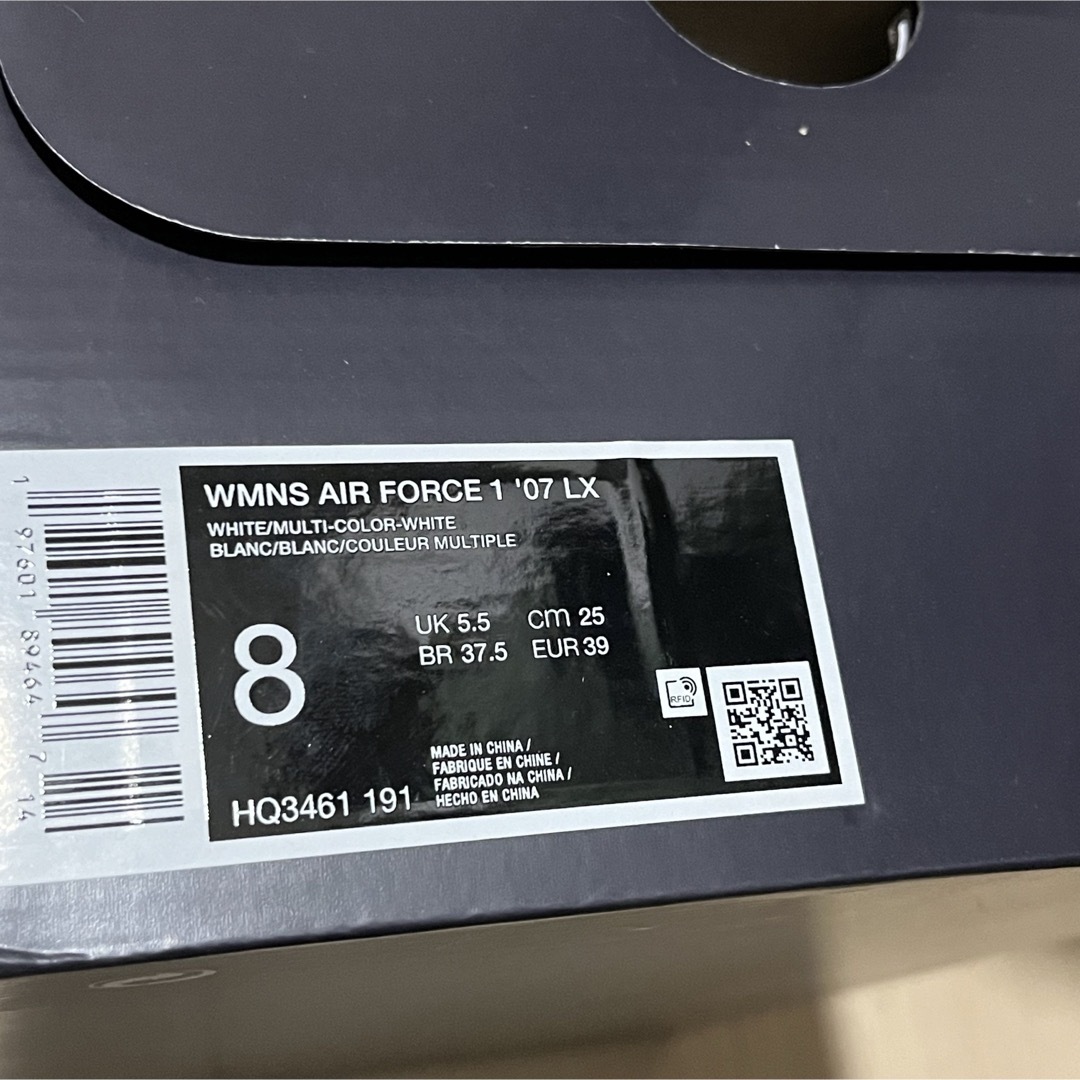 WMNS AIR FORCE 1 '07 LX
WHITE/MULTI-COLOR-WHITE
BLANC/BLANC/COULEUR MULTIPLE
8
UK 5.5 cm 25
BR 37.5 EUR 39
RFID
MADE IN CHINA /
FABRIQUE EN CHINE /
FABRICADO NA CHINA /
HECHO EN CHINA
HQ3461 191
1 97601 89464 7 14